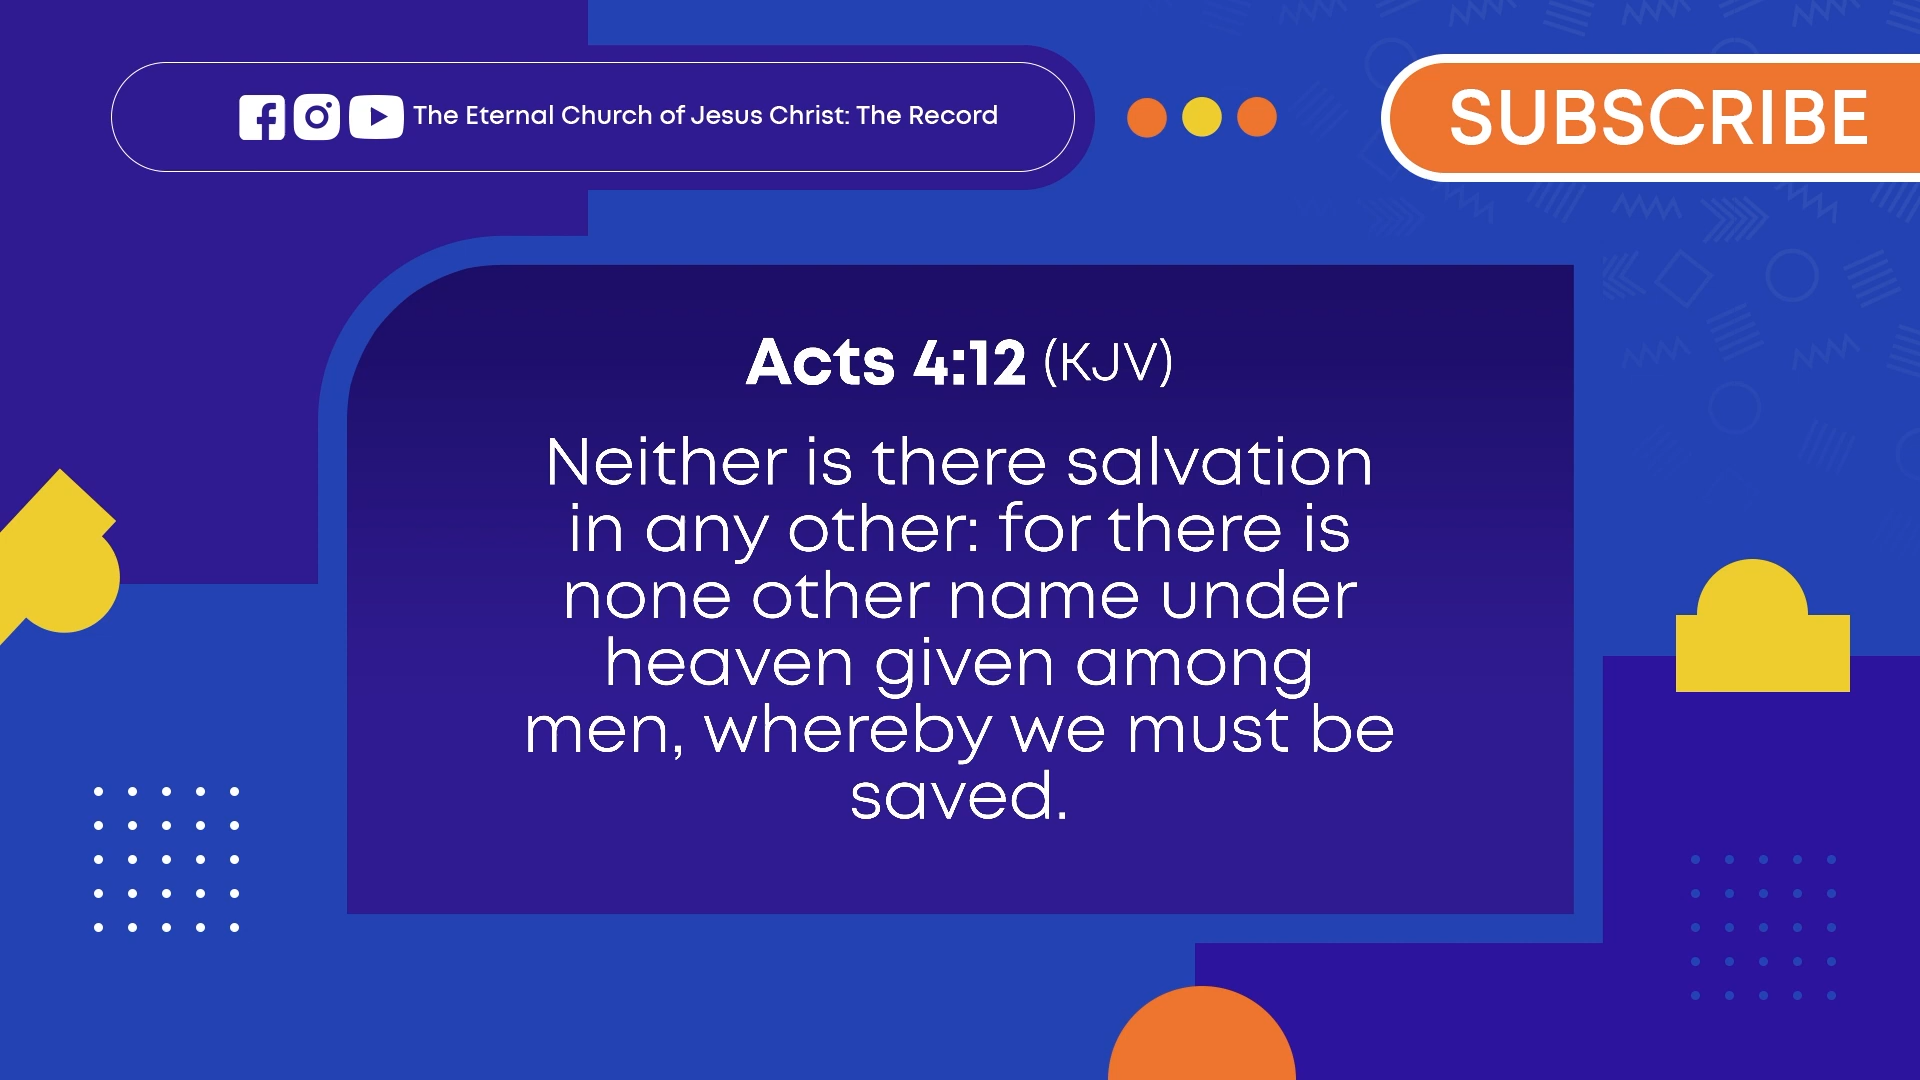 The Eternal Church of Jesus Christ: The Record
SUBSCRIBE
Acts 4:12 (KJV)
Neither is there salvation
in any other: for there is
none other name under
heaven given among
men, whereby we must be
saved.